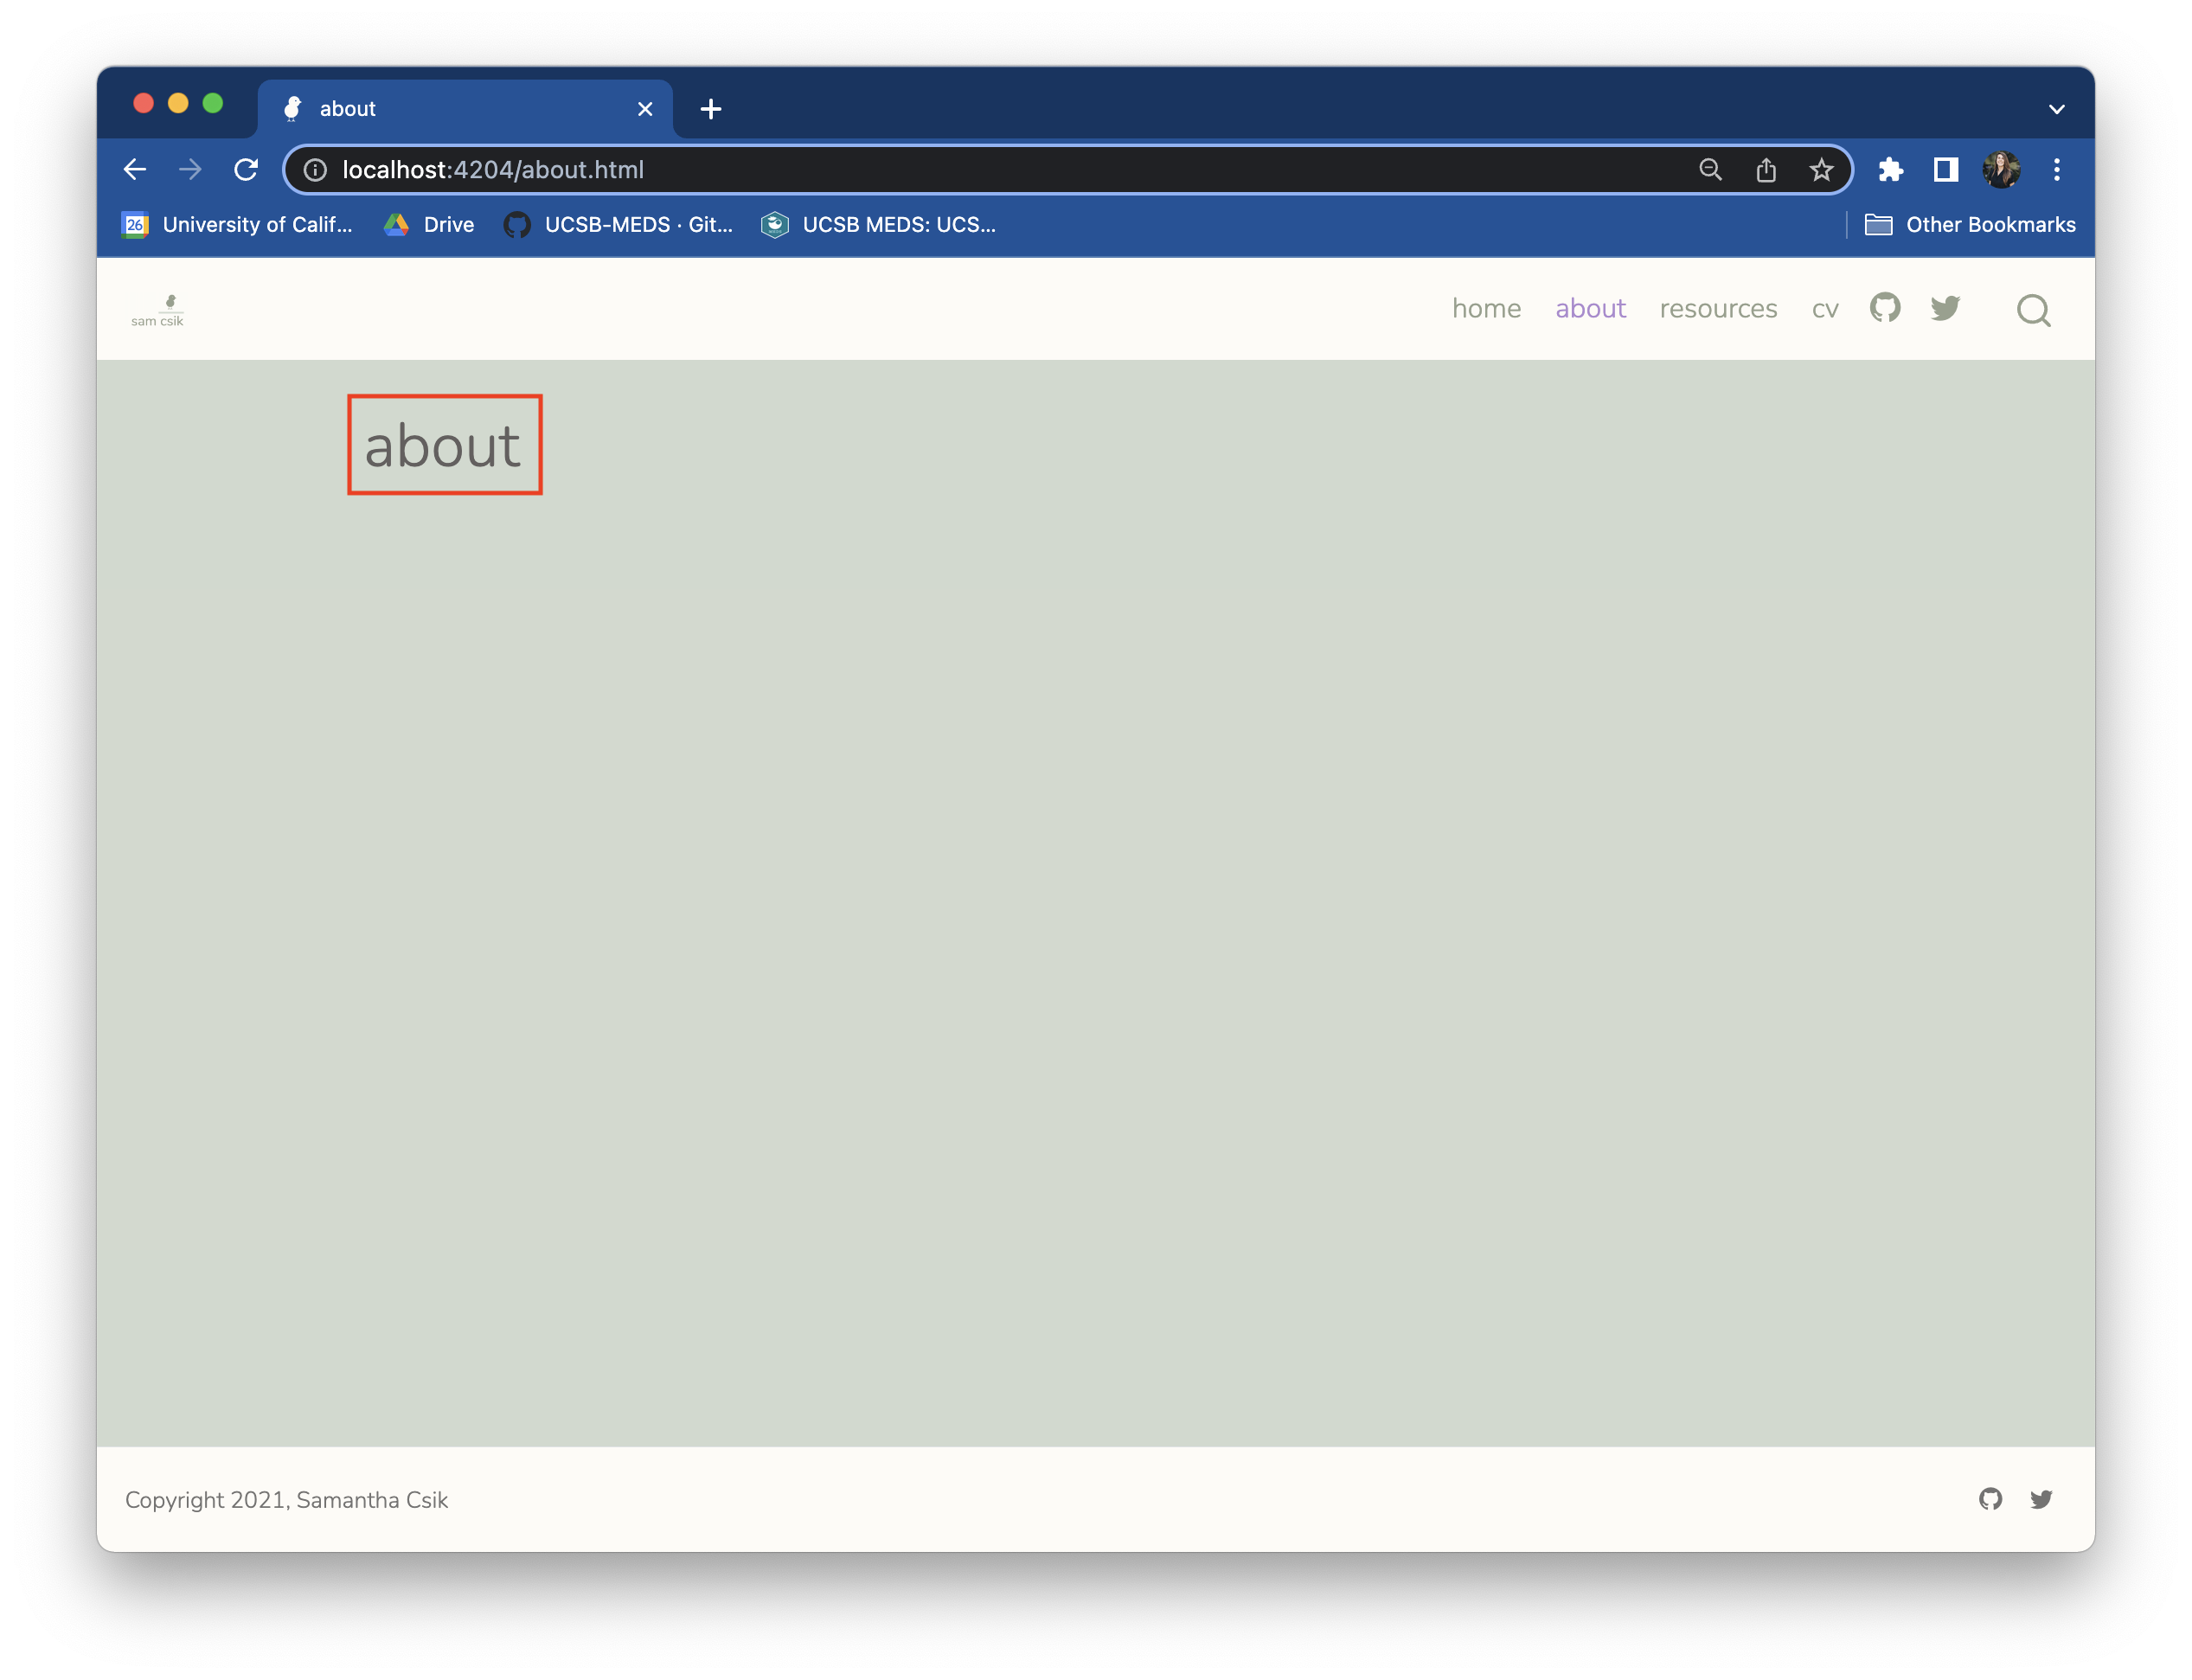 about
localhost:4204/about.html
26 University of Calif... Drive UCSB-MEDS · Git... UCSB MEDS: UCS... Other Bookmarks
sam csik
home about resources cv
about
Copyright 2021, Samantha Csik